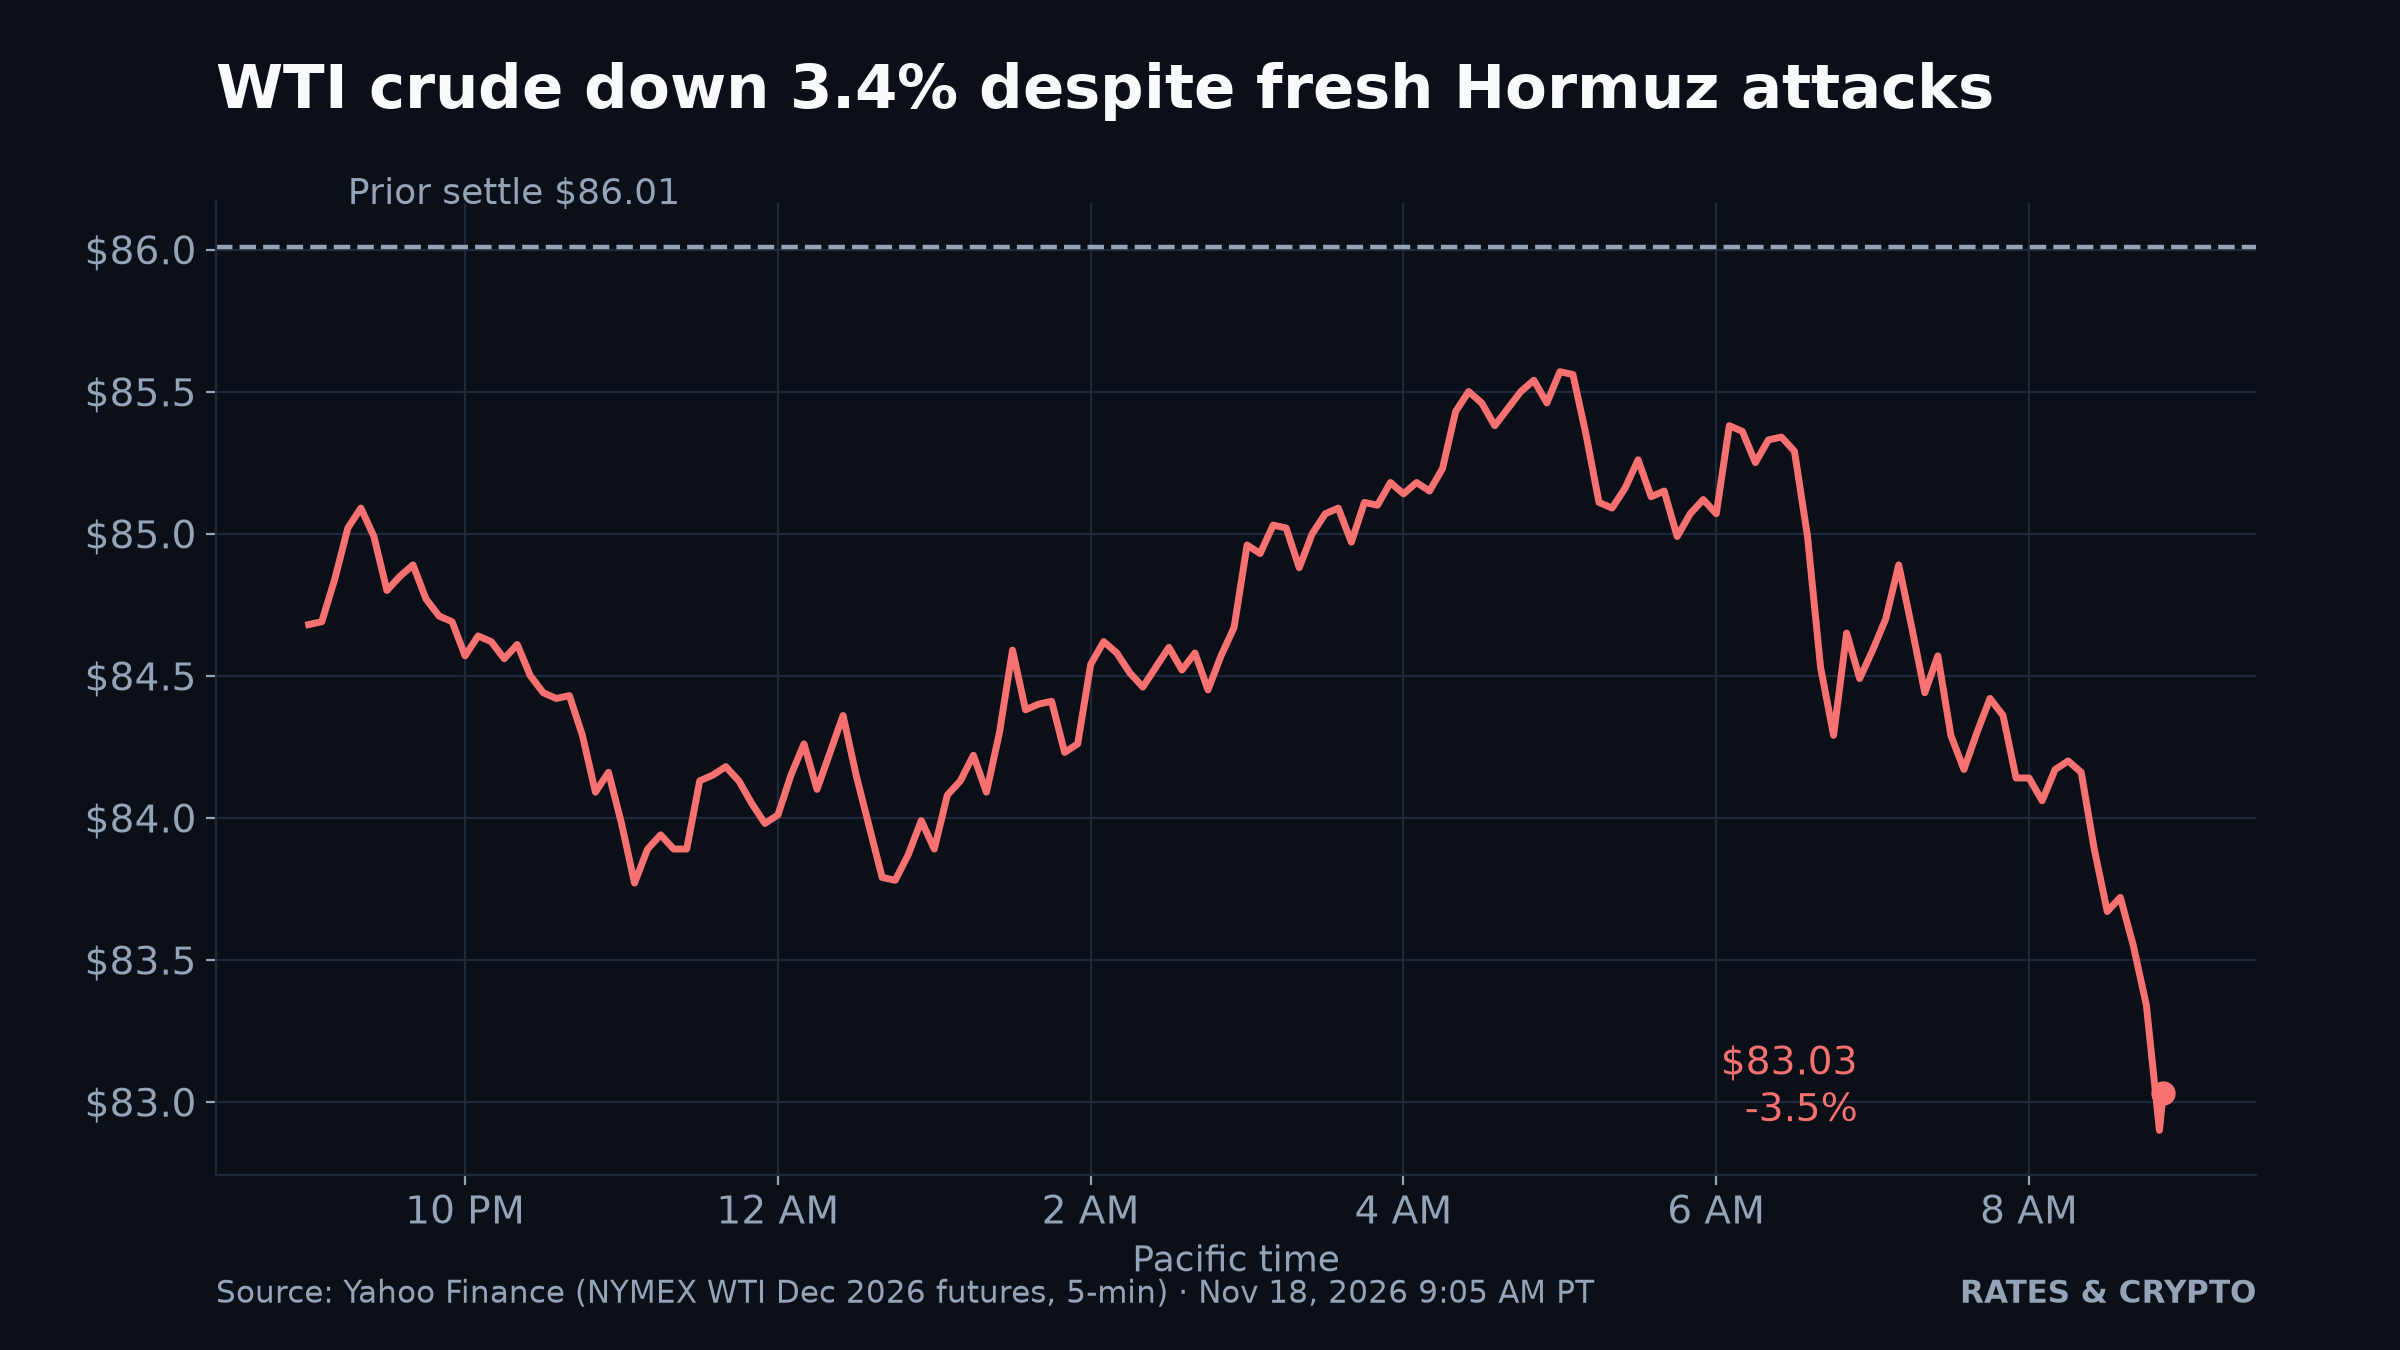 WTI crude down 3.4% despite fresh Hormuz attacks
Prior settle $86.01
$86.0
$85.5
$85.0
$84.5
$84.0
$83.5
$83.0
$83.03
-3.5%
10 PM
12 AM
2 AM
4 AM
6 AM
8 AM
Pacific time
Source: Yahoo Finance (NYMEX WTI Dec 2026 futures, 5-min) · Nov 18, 2026 9:05 AM PT
RATES & CRYPTO